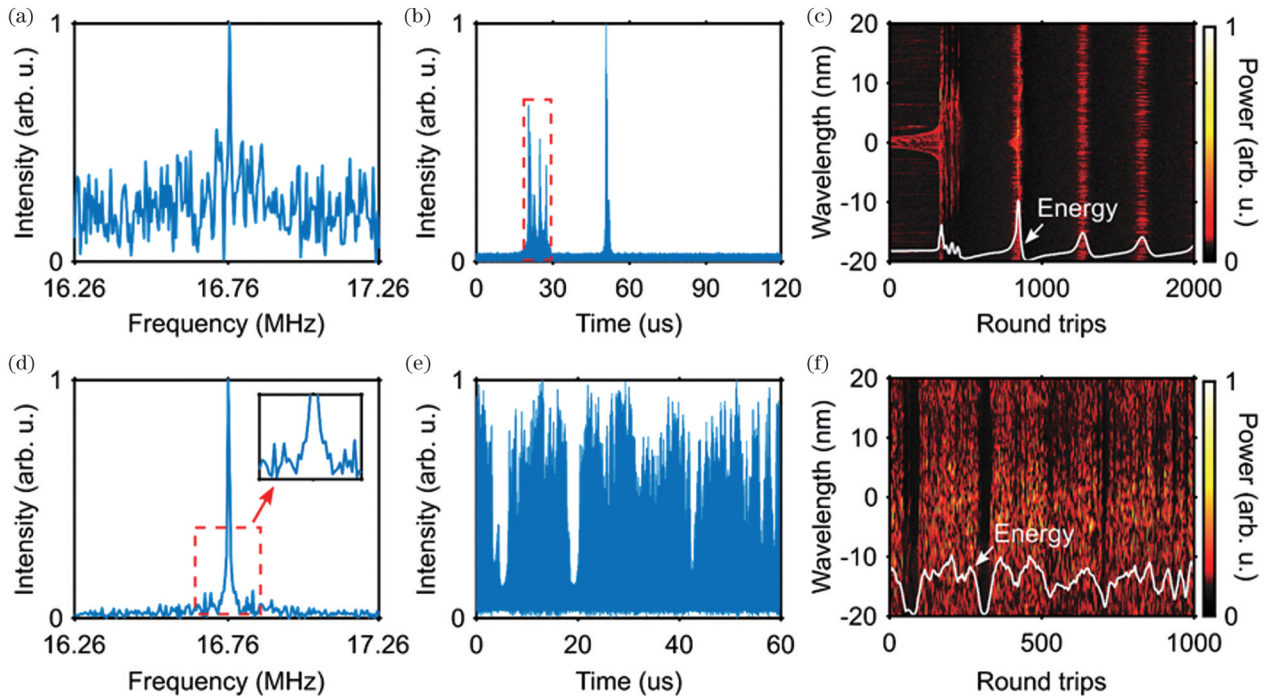 (a)
1
Intensity (arb. u.)
0
16.26
16.76
17.26
Frequency (MHz)
(b)
1
Intensity (arb. u.)
0
0
30
60
90
120
Time (us)
(c)
20
10
0
-10
-20
Wavelength (nm)
Energy
0
1000
2000
Round trips
1
0
Power (arb. u.)
(d)
1
Intensity (arb. u.)
0
16.26
16.76
17.26
Frequency (MHz)
(e)
1
Intensity (arb. u.)
0
0
20
40
60
Time (us)
(f)
20
10
0
-10
-20
Wavelength (nm)
Energy
0
500
1000
Round trips
1
0
Power (arb. u.)